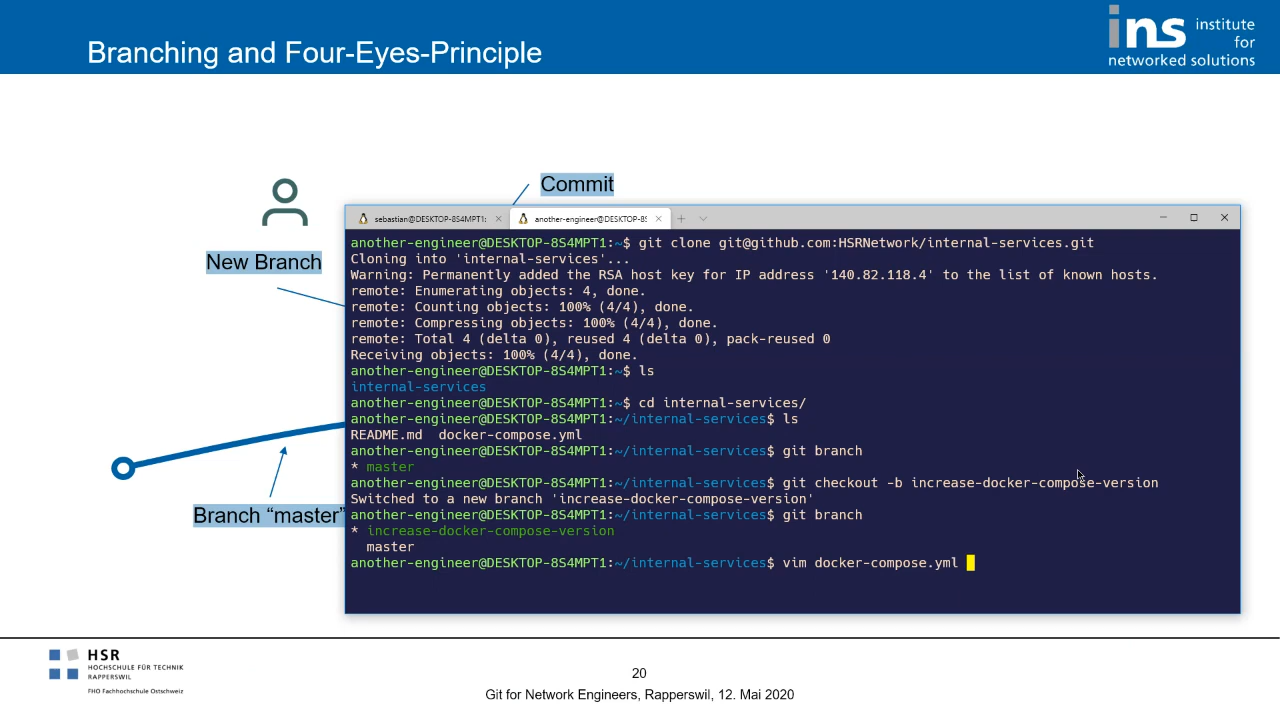 Branching and Four-Eyes-Principle
ins institute
for
networked solutions
Commit
New Branch
Branch “master”
sebastian@DESKTOP-8S4MPT1:
another-engineer@DESKTOP-8S
another-engineer@DESKTOP-8S4MPT1:~$ git clone git@github.com:HSRNetwork/internal-services.git
Cloning into 'internal-services'...
Warning: Permanently added the RSA host key for IP address '140.82.118.4' to the list of known hosts.
remote: Enumerating objects: 4, done.
remote: Counting objects: 100% (4/4), done.
remote: Compressing objects: 100% (4/4), done.
remote: Total 4 (delta 0), reused 4 (delta 0), pack-reused 0
Receiving objects: 100% (4/4), done.
another-engineer@DESKTOP-8S4MPT1:~$ ls
internal-services
another-engineer@DESKTOP-8S4MPT1:~$ cd internal-services/
another-engineer@DESKTOP-8S4MPT1:~/internal-services$ ls
README.md  docker-compose.yml
another-engineer@DESKTOP-8S4MPT1:~/internal-services$ git branch
* master
another-engineer@DESKTOP-8S4MPT1:~/internal-services$ git checkout -b increase-docker-compose-version
Switched to a new branch 'increase-docker-compose-version'
another-engineer@DESKTOP-8S4MPT1:~/internal-services$ git branch
* increase-docker-compose-version
  master
another-engineer@DESKTOP-8S4MPT1:~/internal-services$ vim docker-compose.yml
HSR
HOCHSCHULE FÜR TECHNIK
RAPPERSWIL
FHO Fachhochschule Ostschweiz
20
Git for Network Engineers, Rapperswil, 12. Mai 2020